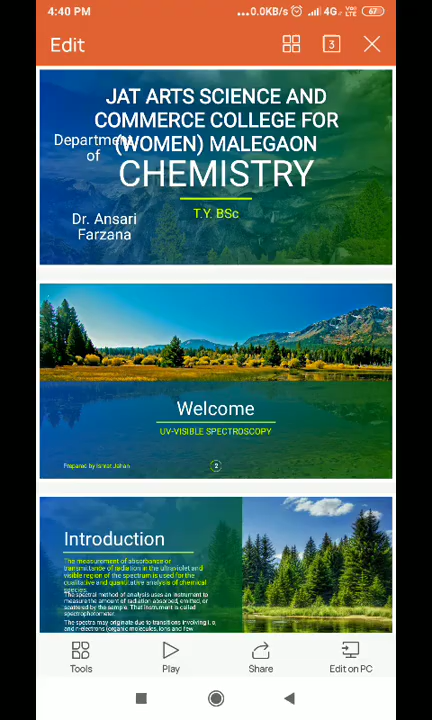 4:40 PM
...0.0KB/s 4G Vo LTE 67
Edit
3
JAT ARTS SCIENCE AND
COMMERCE COLLEGE FOR
(WOMEN) MALEGAON
Department
of
CHEMISTRY
T.Y. BSc
Dr. Ansari
Farzana
Welcome
UV-VISIBLE SPECTROSCOPY
Prepared by Israt Jahan
2
Introduction
The measurement of absorbance or
transmittance of radiation in the ultraviolet and
visible region of the spectrum is used for the
qualitative and quantitative analysis of chemical
species.
The spectral method of analysis uses an instrument to
measure the amount of radiation absorbed, emitted, or
scattered by the sample. That instrument is called
spectrophotometer.
The spectra may originate due to transitions involving i.e,
and n-electrons (organic molecules, ions and few
Tools
Play
Share
Edit on PC